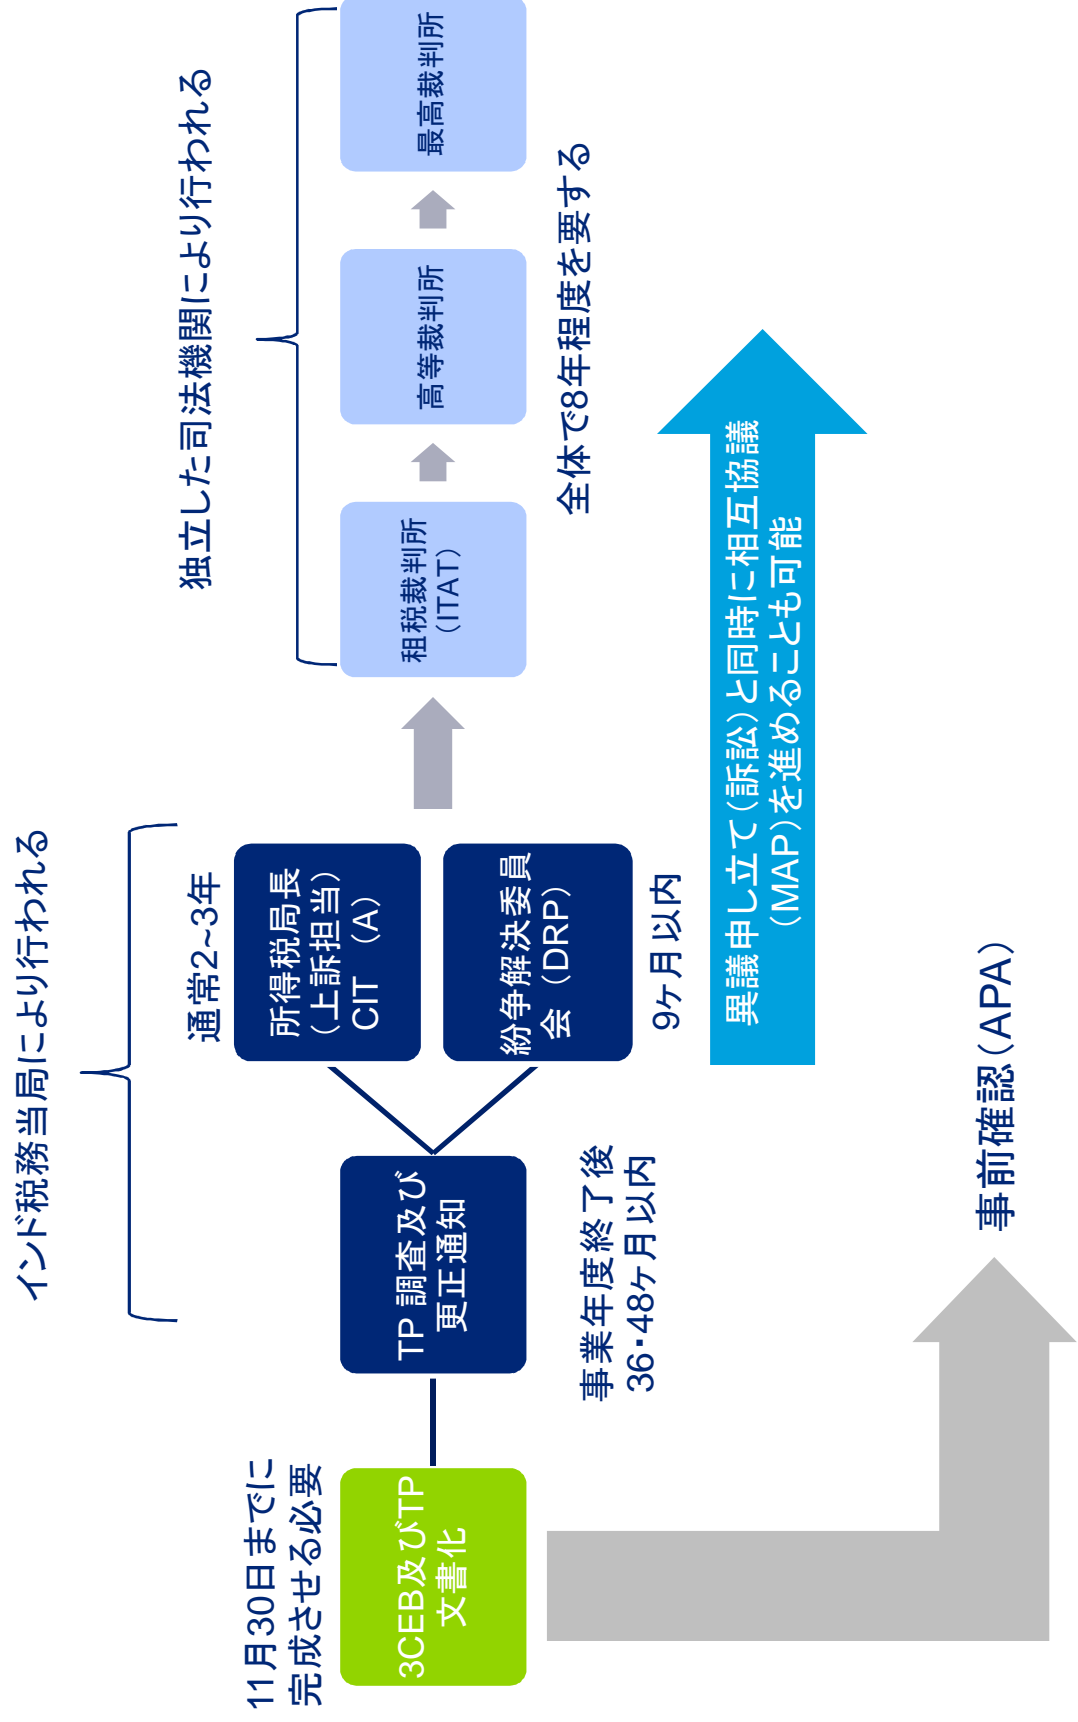 インド税務当局により行われる
独立した司法機関により行われる
11月30日までに
完成させる必要
通常2~3年
3CEB及びTP
文書化
TP 調査及び
更正通知
所得税局長
（上訴担当）
CIT （A）
紛争解決委員
会（DRP）
租税裁判所
（ITAT）
高等裁判所
最高裁判所
事業年度終了後
36・48ヶ月以内
9ヶ月以内
全体で8年程度を要する
異議申し立て（訴訟）と同時に相互協議
（MAP）を進めることも可能
事前確認（APA）